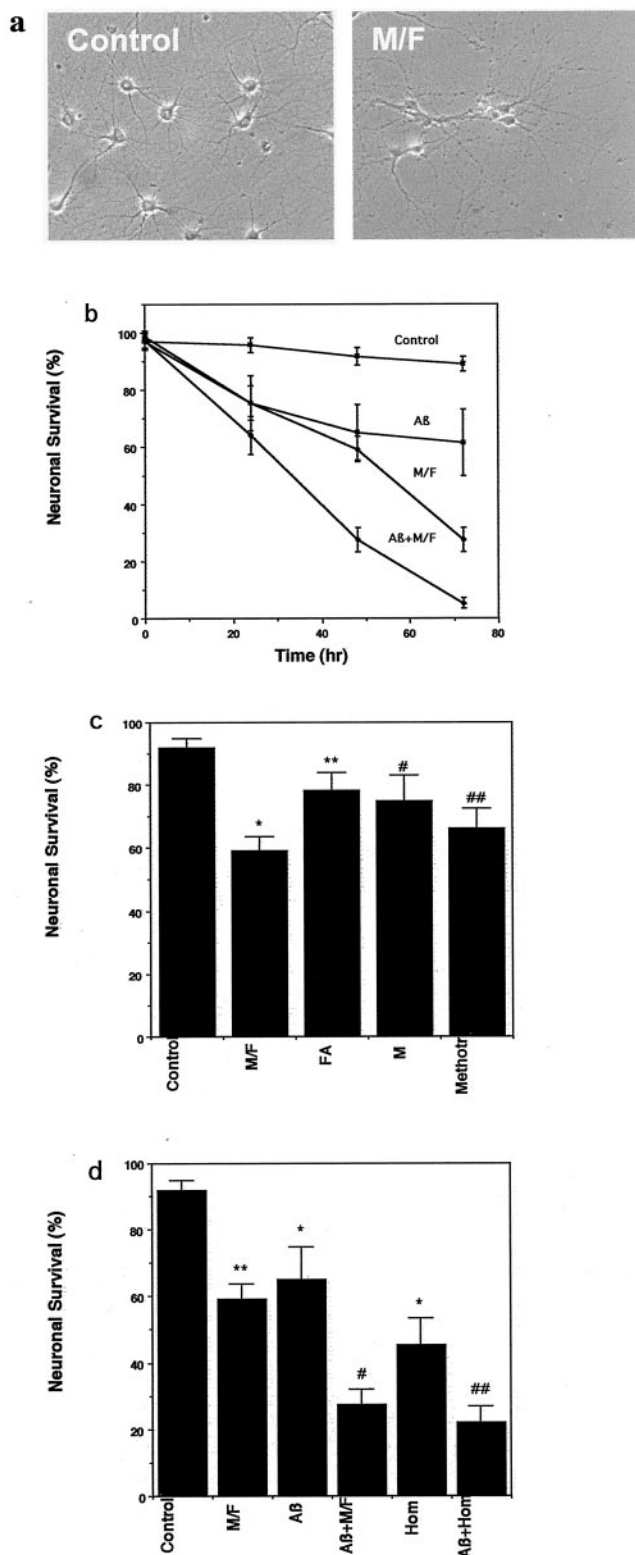 a
Control
M/F
b
Neuronal Survival (%)
100
80
60
40
20
0
Control
Aß
M/F
Aß+M/F
0
20
40
60
80
Time (hr)
c
Neuronal Survival (%)
100
80
60
40
20
0
*
**
#
##
Control
M/F
FA
M
Methotr
d
Neuronal Survival (%)
100
80
60
40
20
0
**
*
#
*
##
Control
M/F
Aß
Aß+M/F
Hom
Aß+Hom